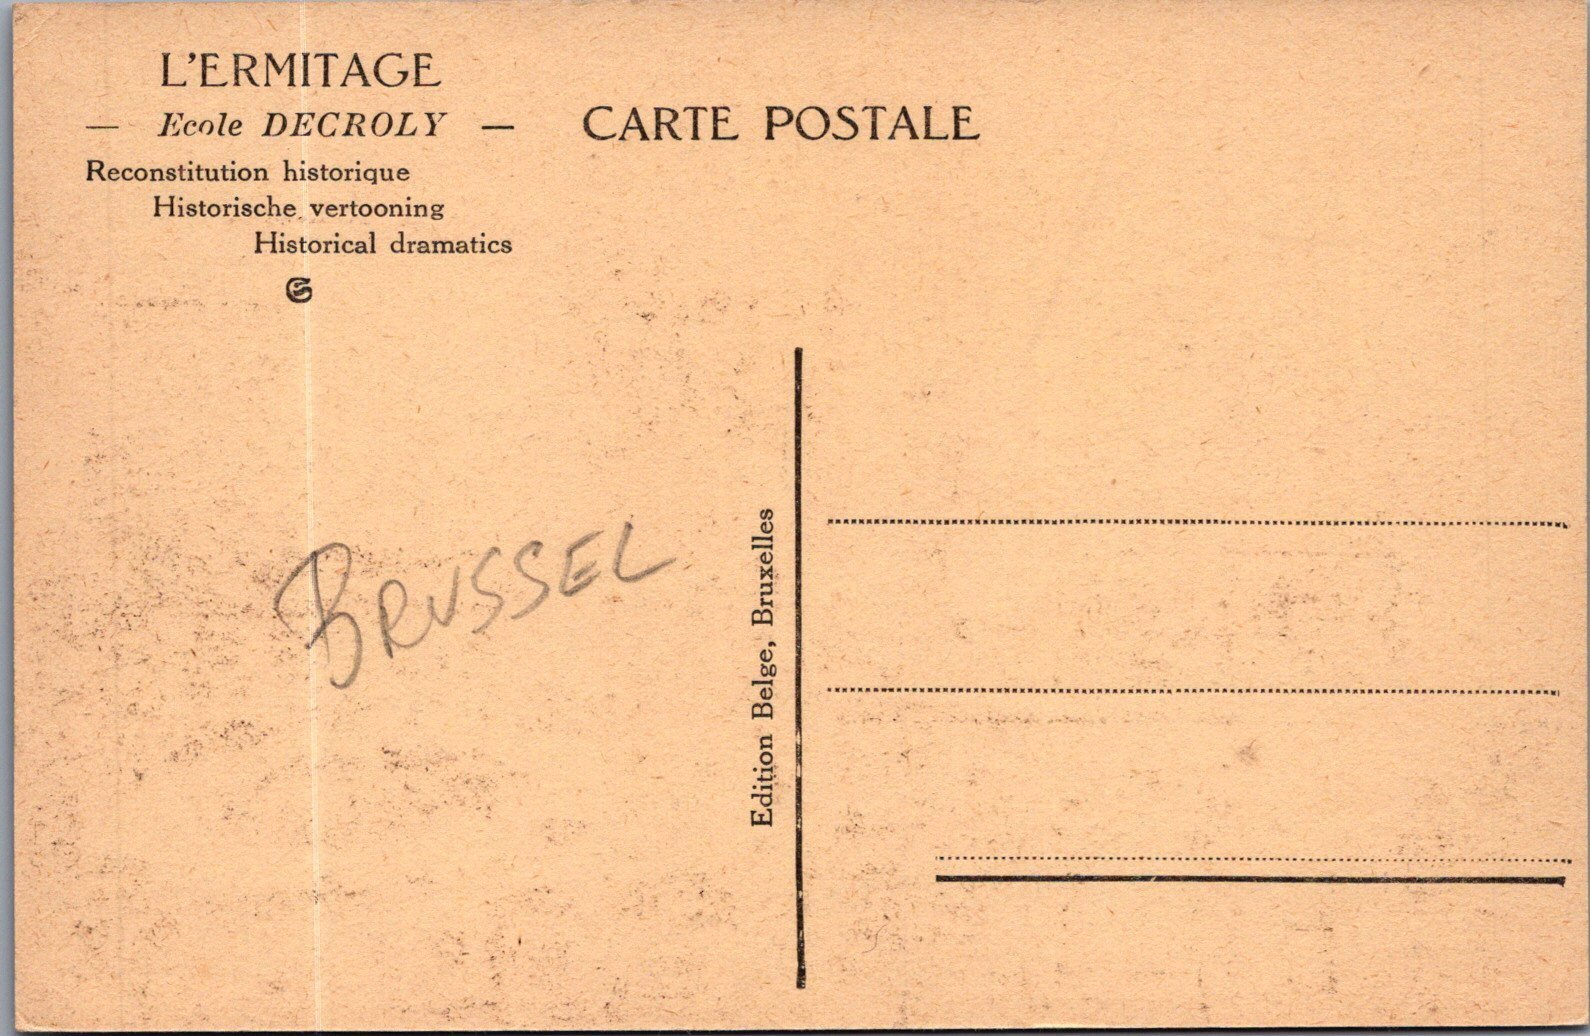 L'ERMITAGE
— Ecole DECROLY —
Reconstitution historique
Historische vertooning
Historical dramatics
CARTE POSTALE
BRUSSEL
Edition Belge, Bruxelles